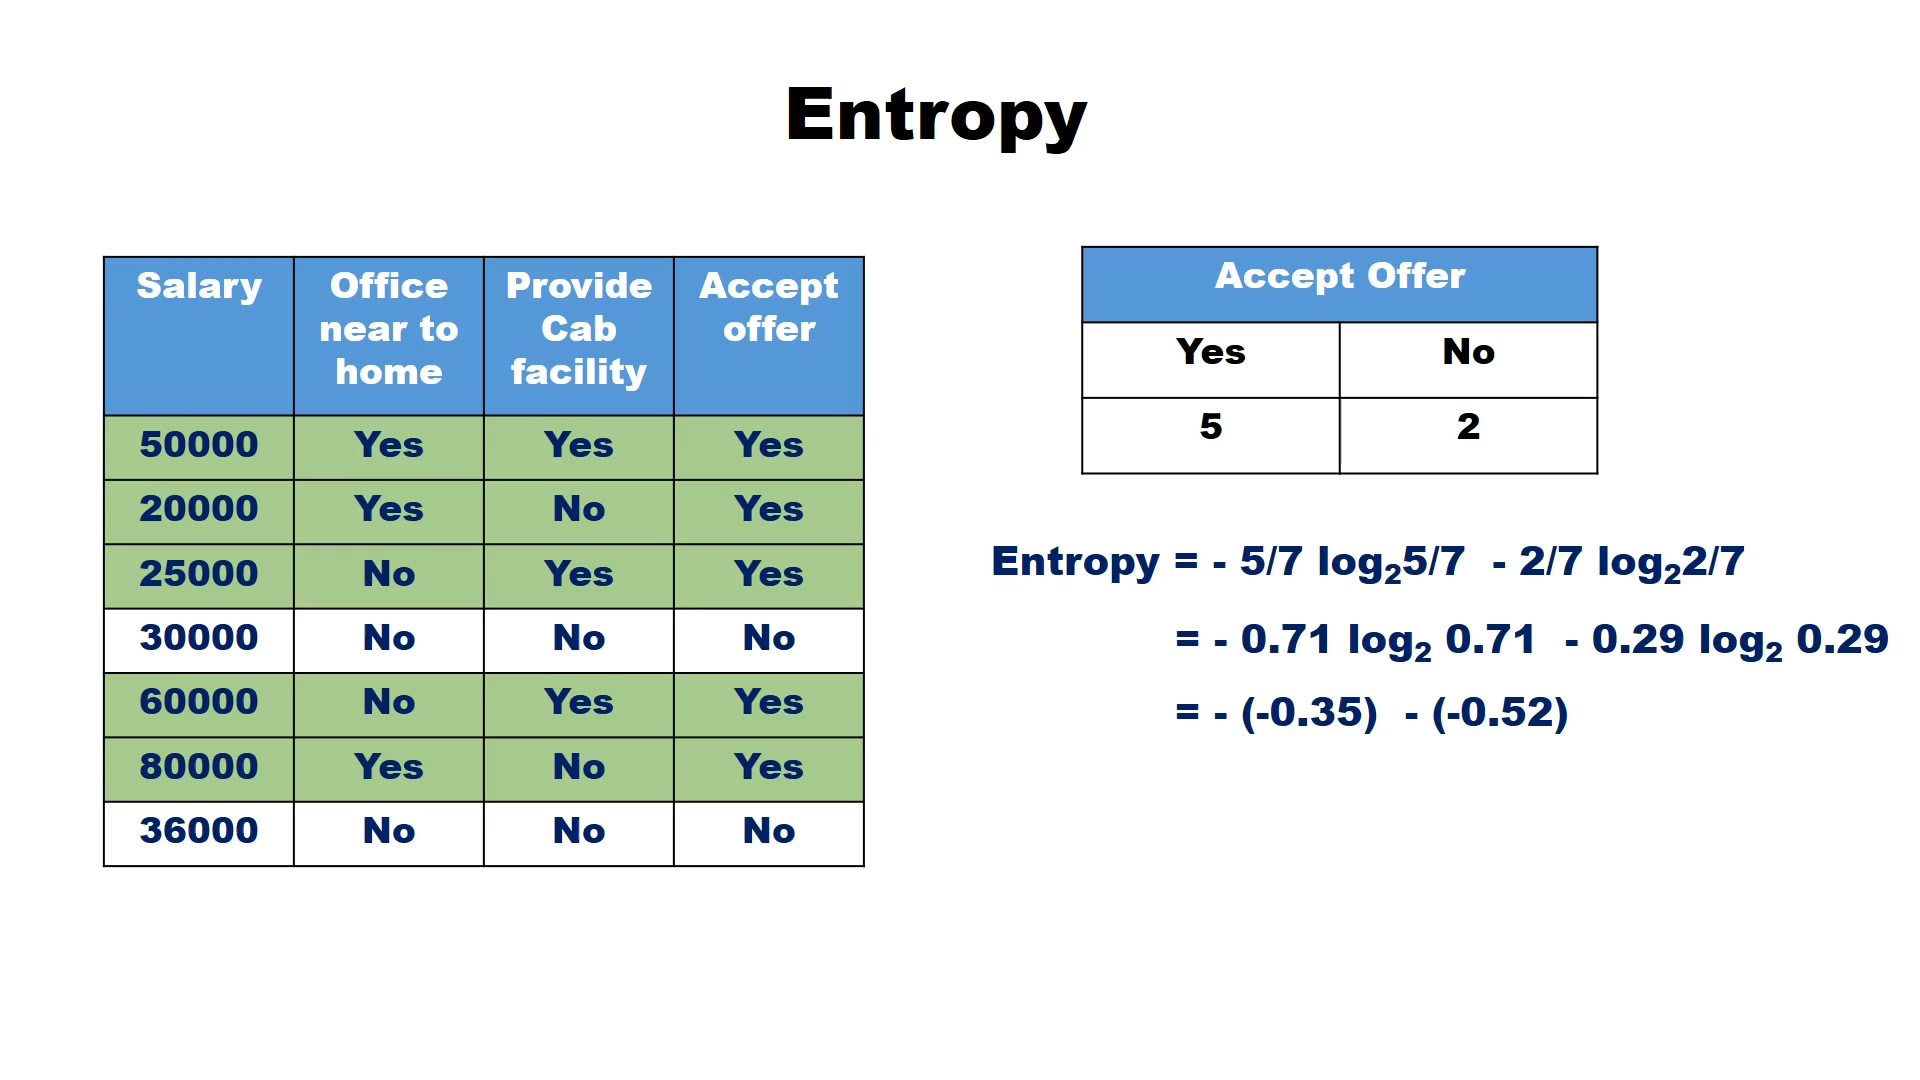 Entropy
Salary Office near to home Provide Cab facility Accept offer
50000 Yes Yes Yes
20000 Yes No Yes
25000 No Yes Yes
30000 No No No
60000 No Yes Yes
80000 Yes No Yes
36000 No No No
Accept Offer
Yes No
5 2
Entropy = - 5/7 log₂5/7 - 2/7 log₂2/7
= - 0.71 log₂ 0.71 - 0.29 log₂ 0.29
= - (-0.35) - (-0.52)